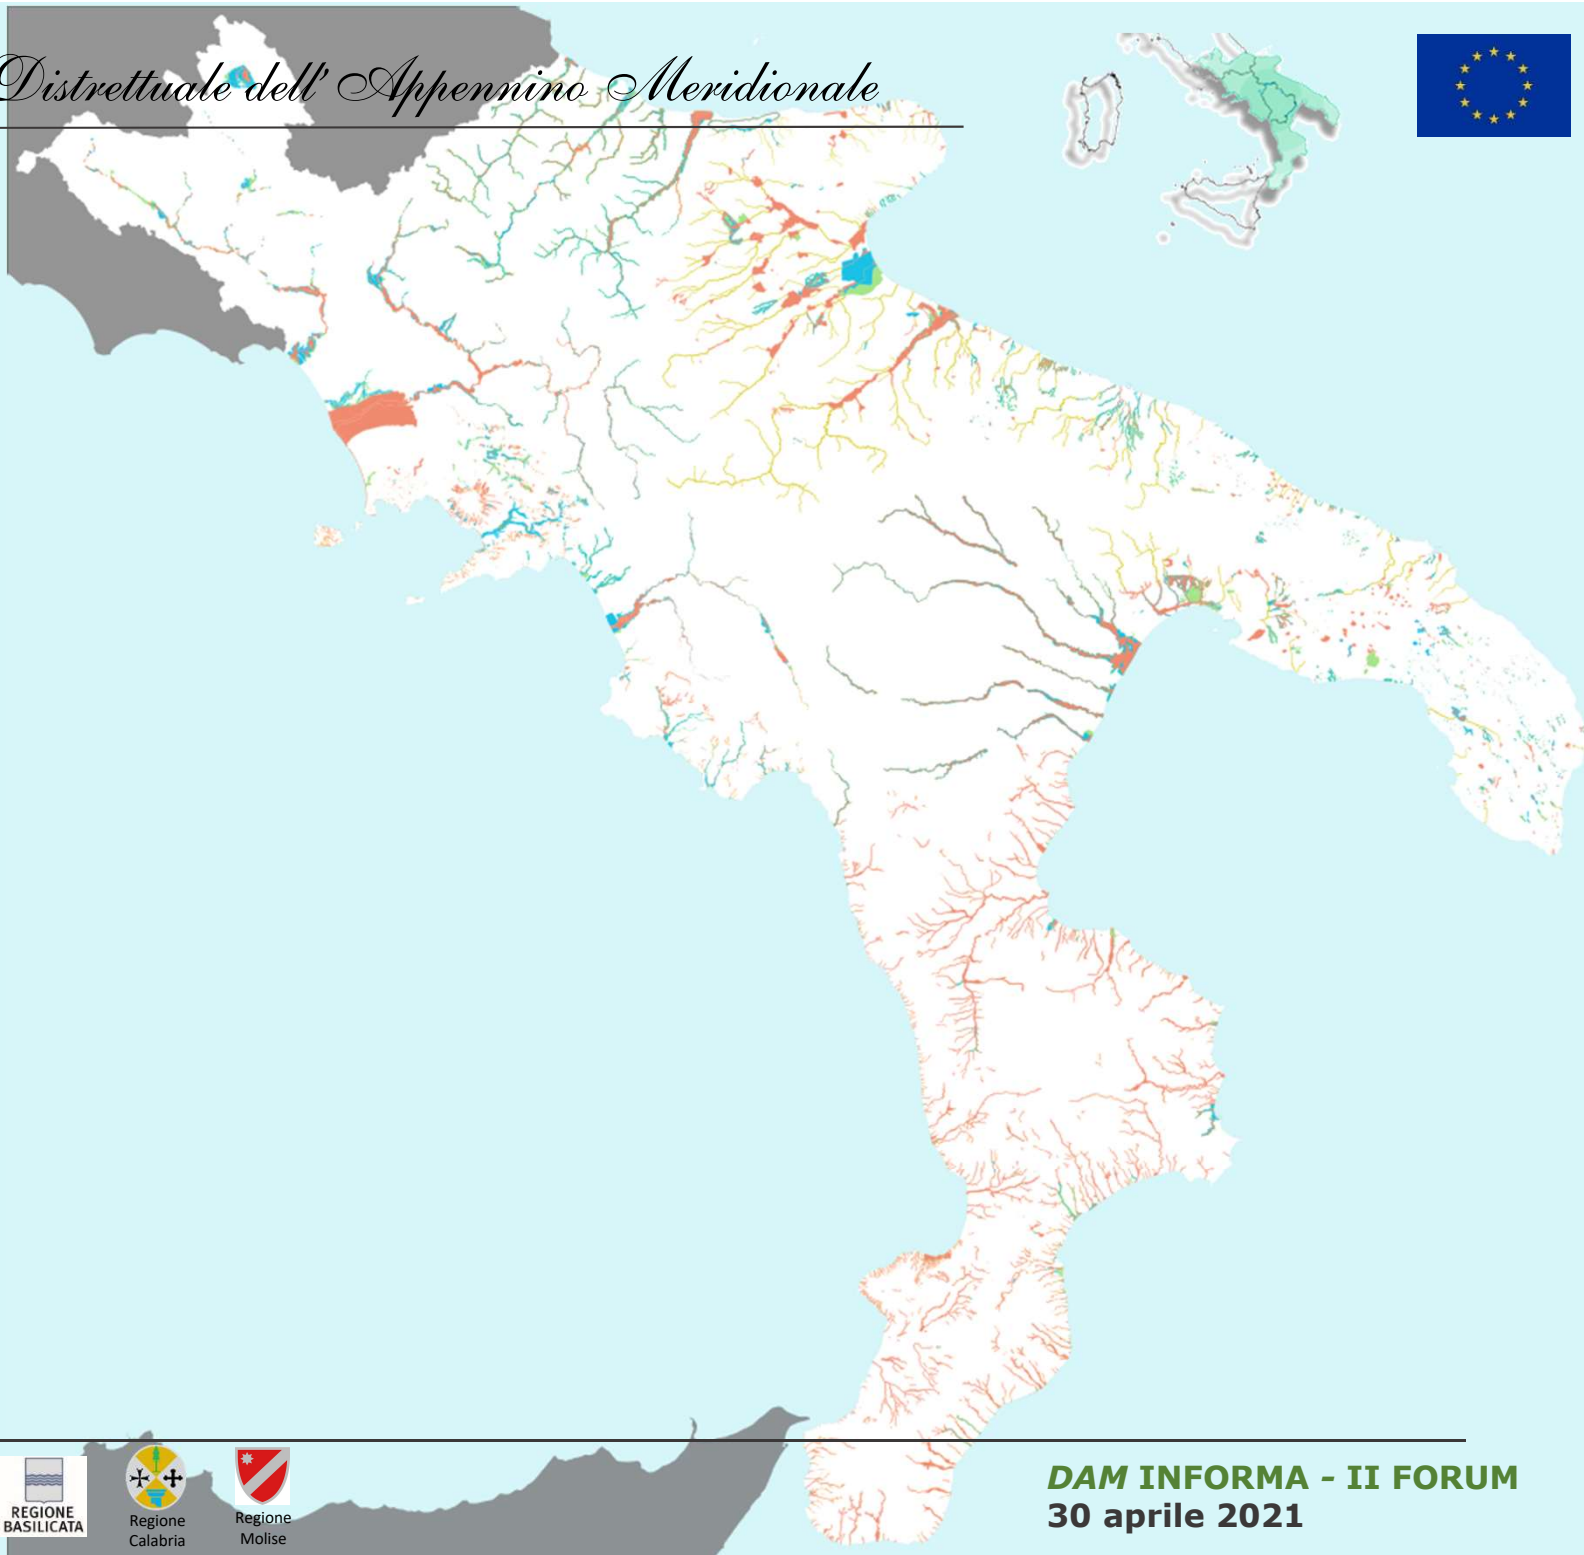 Distrettuale dell' Appennino Meridionale
REGIONE
BASILICATA
Regione
Calabria
Regione
Molise
DAM INFORMA - II FORUM
30 aprile 2021